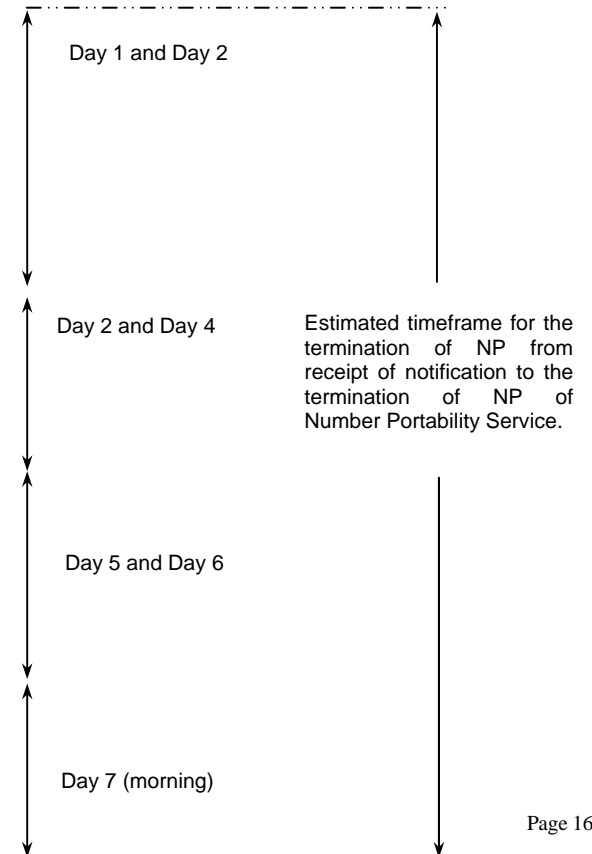 Day 1 and Day 2
Day 2 and Day 4
Estimated timeframe for the
termination of NP from
receipt of notification to the
termination of NP of
Number Portability Service.
Day 5 and Day 6
Day 7 (morning)
Page 16